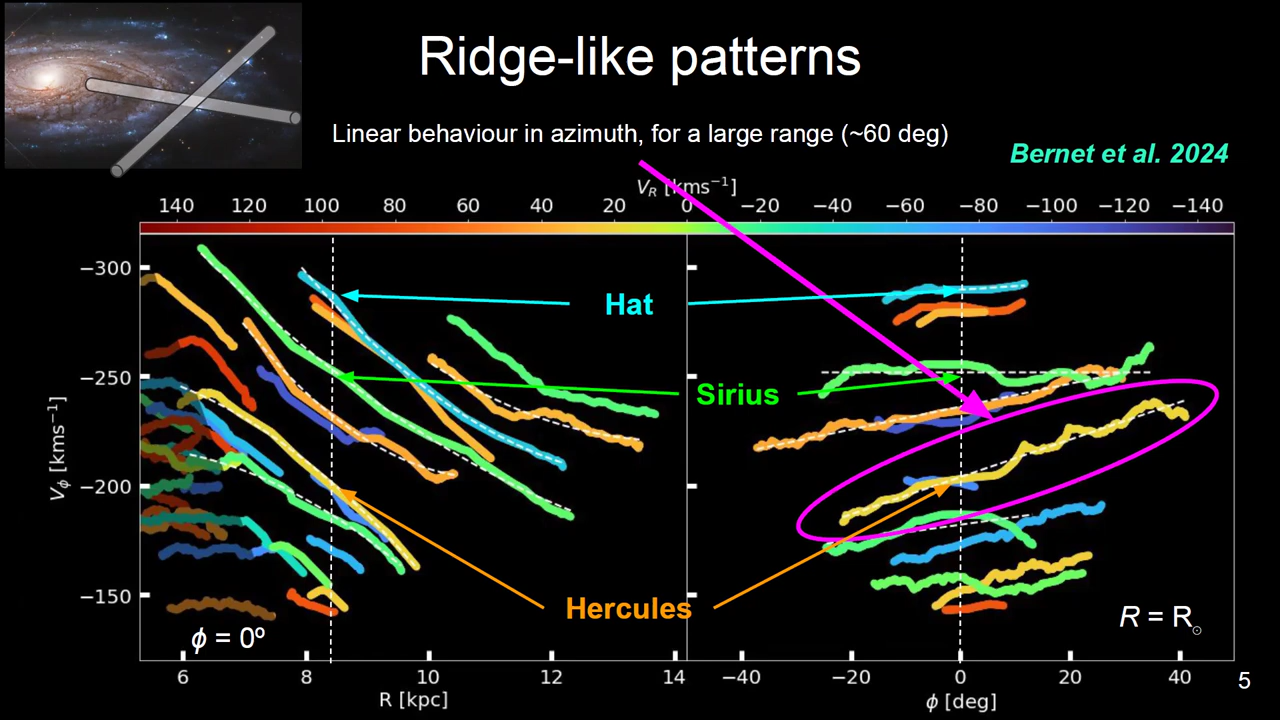 Ridge-like patterns
Linear behaviour in azimuth, for a large range (~60 deg)
Bernet et al. 2024
V_R [kms⁻¹]
140 120 100 80 60 40 20 0 −20 −40 −60 −80 −100 −120 −140
−300
−250
−200
−150
V_ϕ [kms⁻¹]
Hat
Sirius
Hercules
ϕ = 0º
R = R☉
6 8 10 12 14
−40 −20 0 20 40
R [kpc]
ϕ [deg]
5